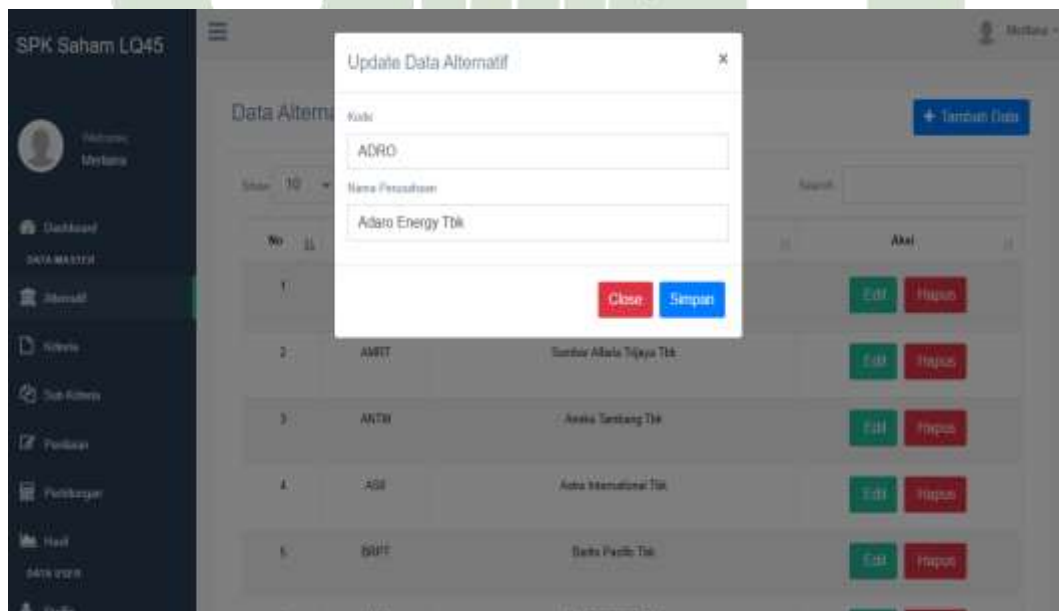 SPK Saham LQ45
Welcome,
Merliana
Dashboard
DATA MASTER
Alternatif
Kriteria
Sub Kriteria
Penilaian
Perhitungan
Hasil
DATA USER
Update Data Alternatif ×
Kode
ADRO
Nama Perusahaan
Adaro Energy Tbk
Close Simpan
+ Tambah Data
Show 10
Search:
No Aksi
1 Edit Hapus
2 AMRT Sumber Alfaria Trijaya Tbk Edit Hapus
3 ANTM Aneka Tambang Tbk Edit Hapus
4 ASII Astra International Tbk Edit Hapus
5 BRPT Barito Pacific Tbk Edit Hapus